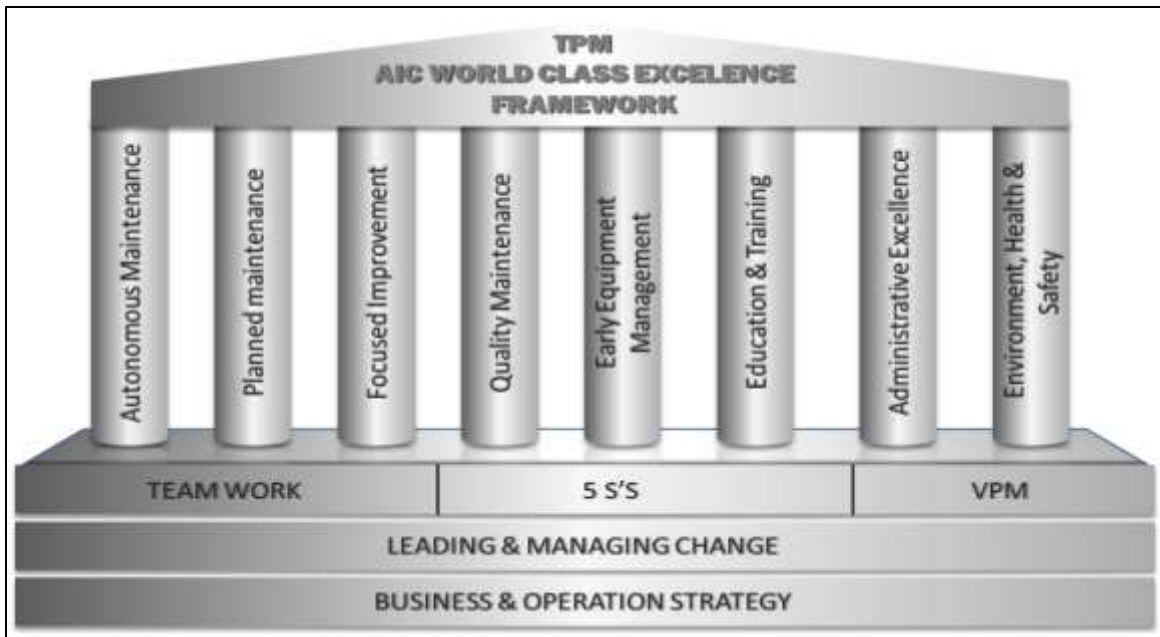 TPM
AIC WORLD CLASS EXCELENCE
FRAMEWORK
Autonomous Maintenance
Planned maintenance
Focused Improvement
Quality Maintenance
Early Equipment
Management
Education & Training
Administrative Excellence
Environment, Health &
Safety
TEAM WORK
5 S'S
VPM
LEADING & MANAGING CHANGE
BUSINESS & OPERATION STRATEGY